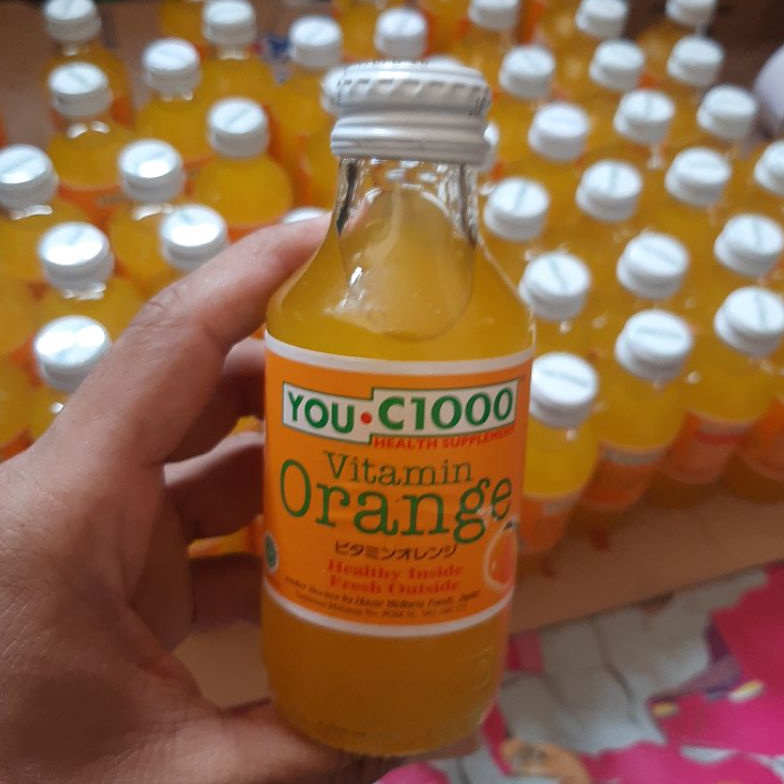 YOU·C1000
HEALTH SUPPLEMENT
Vitamin
Orange
ビタミンオレンジ
Healthy Inside
Fresh Outside
under license by House Wellness Foods, Japan